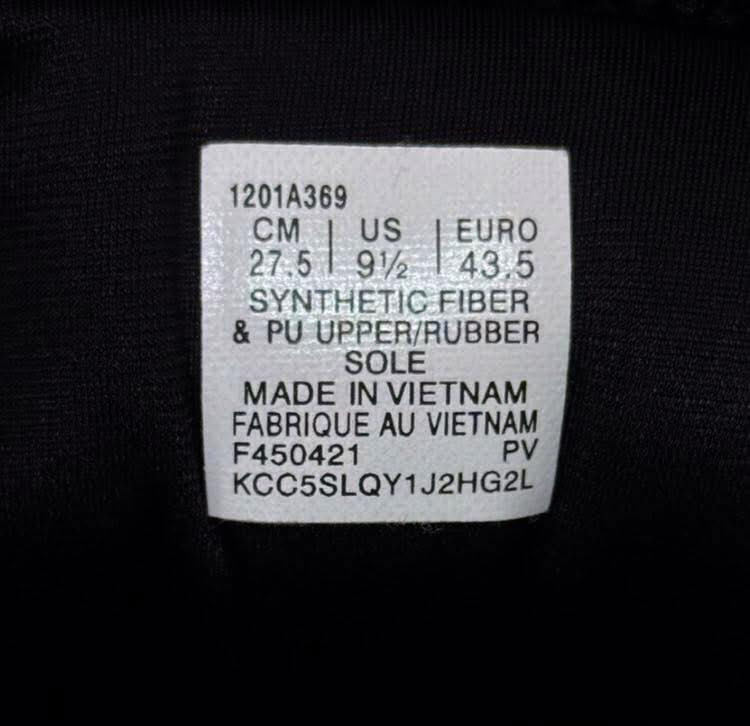 1201A369
CM | US | EURO
27.5 | 9½ | 43.5
SYNTHETIC FIBER
& PU UPPER/RUBBER
SOLE
MADE IN VIETNAM
FABRIQUE AU VIETNAM
F450421 PV
KCC5SLQY1J2HG2L